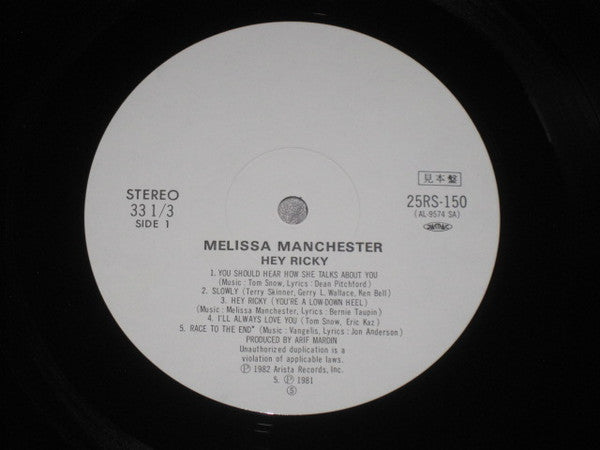 見本盤
STEREO
33 1/3
SIDE 1
25RS-150
(AL-9574 SA)
MELISSA MANCHESTER
HEY RICKY
1. YOU SHOULD HEAR HOW SHE TALKS ABOUT YOU
(Music : Tom Snow, Lyrics : Dean Pitchford)
2. SLOWLY (Terry Skinner, Gerry L. Wallace, Ken Bell)
3. HEY RICKY (YOU'RE A LOW-DOWN HEEL)
(Music : Melissa Manchester, Lyrics : Bernie Taupin)
4. I'LL ALWAYS LOVE YOU (Tom Snow, Eric Kaz)
5. RACE TO THE END* (Music : Vangelis, Lyrics : Jon Anderson)
PRODUCED BY ARIF MARDIN
Unauthorized duplication is a
violation of applicable laws.
Ⓟ 1982 Arista Records, Inc.
5. Ⓟ 1981
Ⓢ